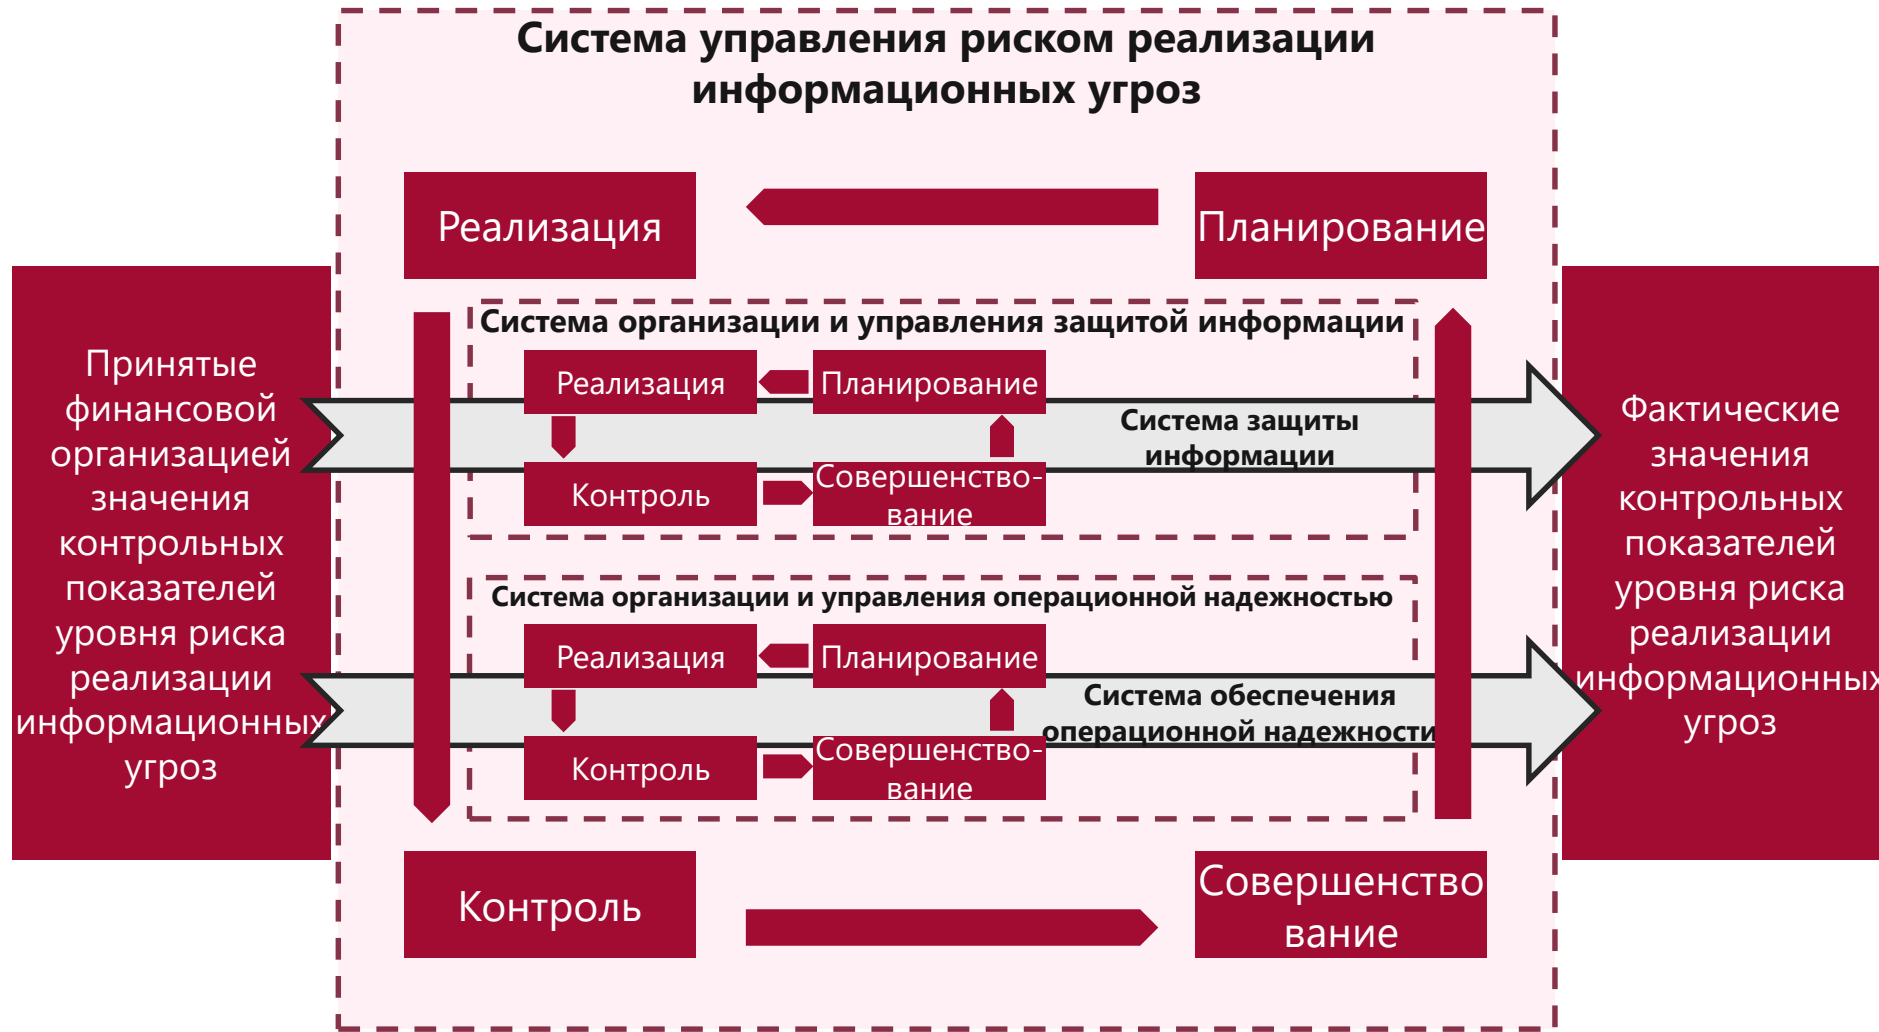 Система управления риском реализации
информационных угроз
Реализация
Планирование
Принятые
финансовой
организацией
значения
контрольных
показателей
уровня риска
реализации
информационных
угроз
Система организации и управления защитой информации
Реализация
Планирование
Система защиты
информации
Контроль
Совершенство-
вание
Система организации и управления операционной надежностью
Реализация
Планирование
Система обеспечения
операционной надежности
Контроль
Совершенство-
вание
Фактические
значения
контрольных
показателей
уровня риска
реализации
информационных
угроз
Контроль
Совершенство
вание